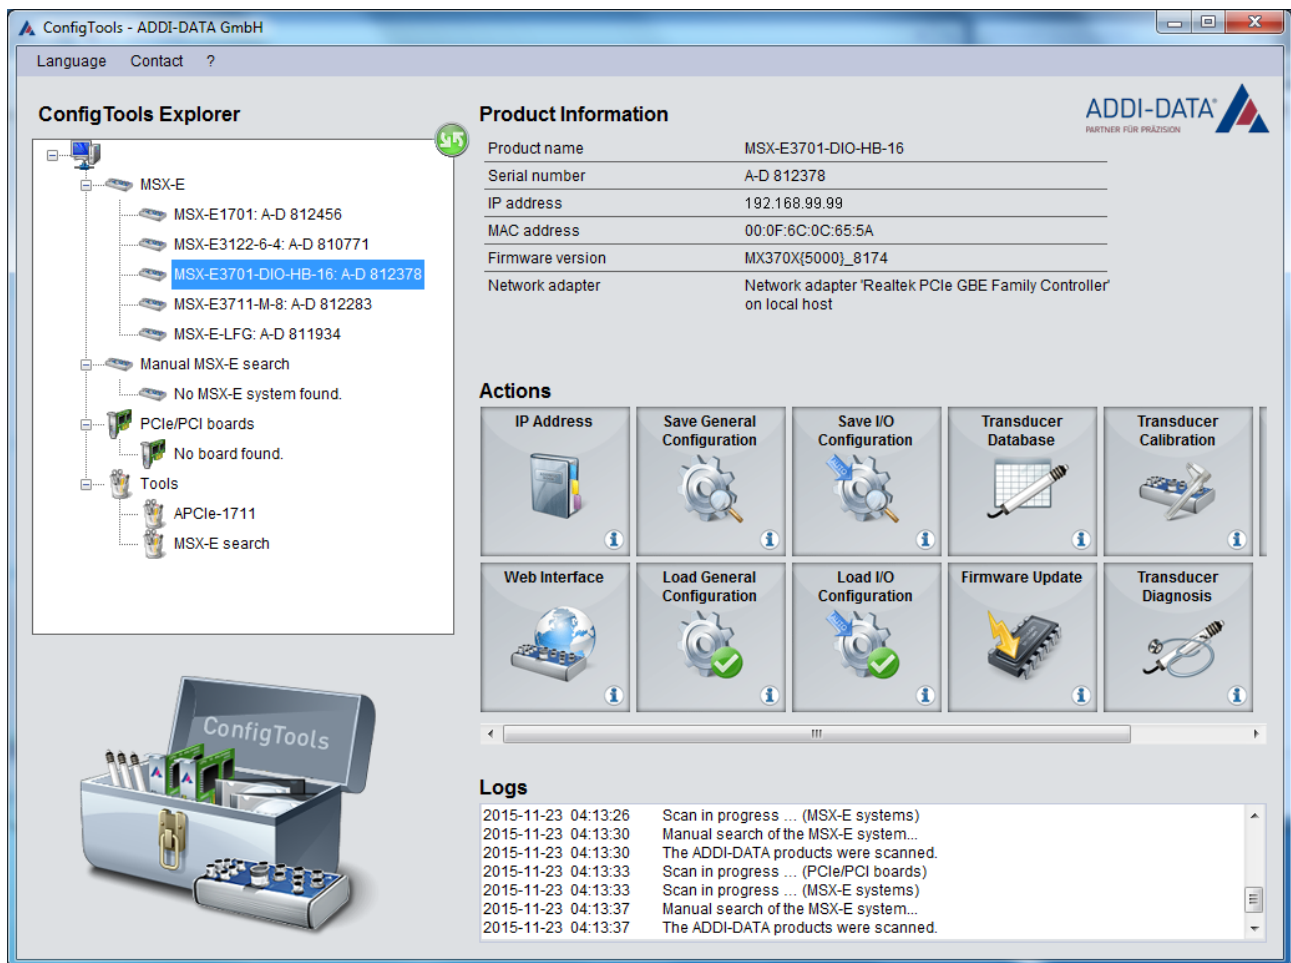 ConfigTools - ADDI-DATA GmbH
Language Contact ?
ConfigTools Explorer
MSX-E
MSX-E1701: A-D 812456
MSX-E3122-6-4: A-D 810771
MSX-E3701-DIO-HB-16: A-D 812378
MSX-E3711-M-8: A-D 812283
MSX-E-LFG: A-D 811934
Manual MSX-E search
No MSX-E system found.
PCIe/PCI boards
No board found.
Tools
APCIe-1711
MSX-E search
ConfigTools
Product Information
ADDI-DATA
PARTNER FÜR PRÄZISION
Product name MSX-E3701-DIO-HB-16
Serial number A-D 812378
IP address 192.168.99.99
MAC address 00:0F:6C:0C:65:5A
Firmware version MX370X{5000}_8174
Network adapter Network adapter 'Realtek PCIe GBE Family Controller'
on local host
Actions
IP Address
Save General
Configuration
Save I/O
Configuration
Transducer
Database
Transducer
Calibration
Web Interface
Load General
Configuration
Load I/O
Configuration
Firmware Update
Transducer
Diagnosis
Logs
2015-11-23 04:13:26 Scan in progress ... (MSX-E systems)
2015-11-23 04:13:30 Manual search of the MSX-E system...
2015-11-23 04:13:30 The ADDI-DATA products were scanned.
2015-11-23 04:13:33 Scan in progress ... (PCIe/PCI boards)
2015-11-23 04:13:33 Scan in progress ... (MSX-E systems)
2015-11-23 04:13:37 Manual search of the MSX-E system...
2015-11-23 04:13:37 The ADDI-DATA products were scanned.